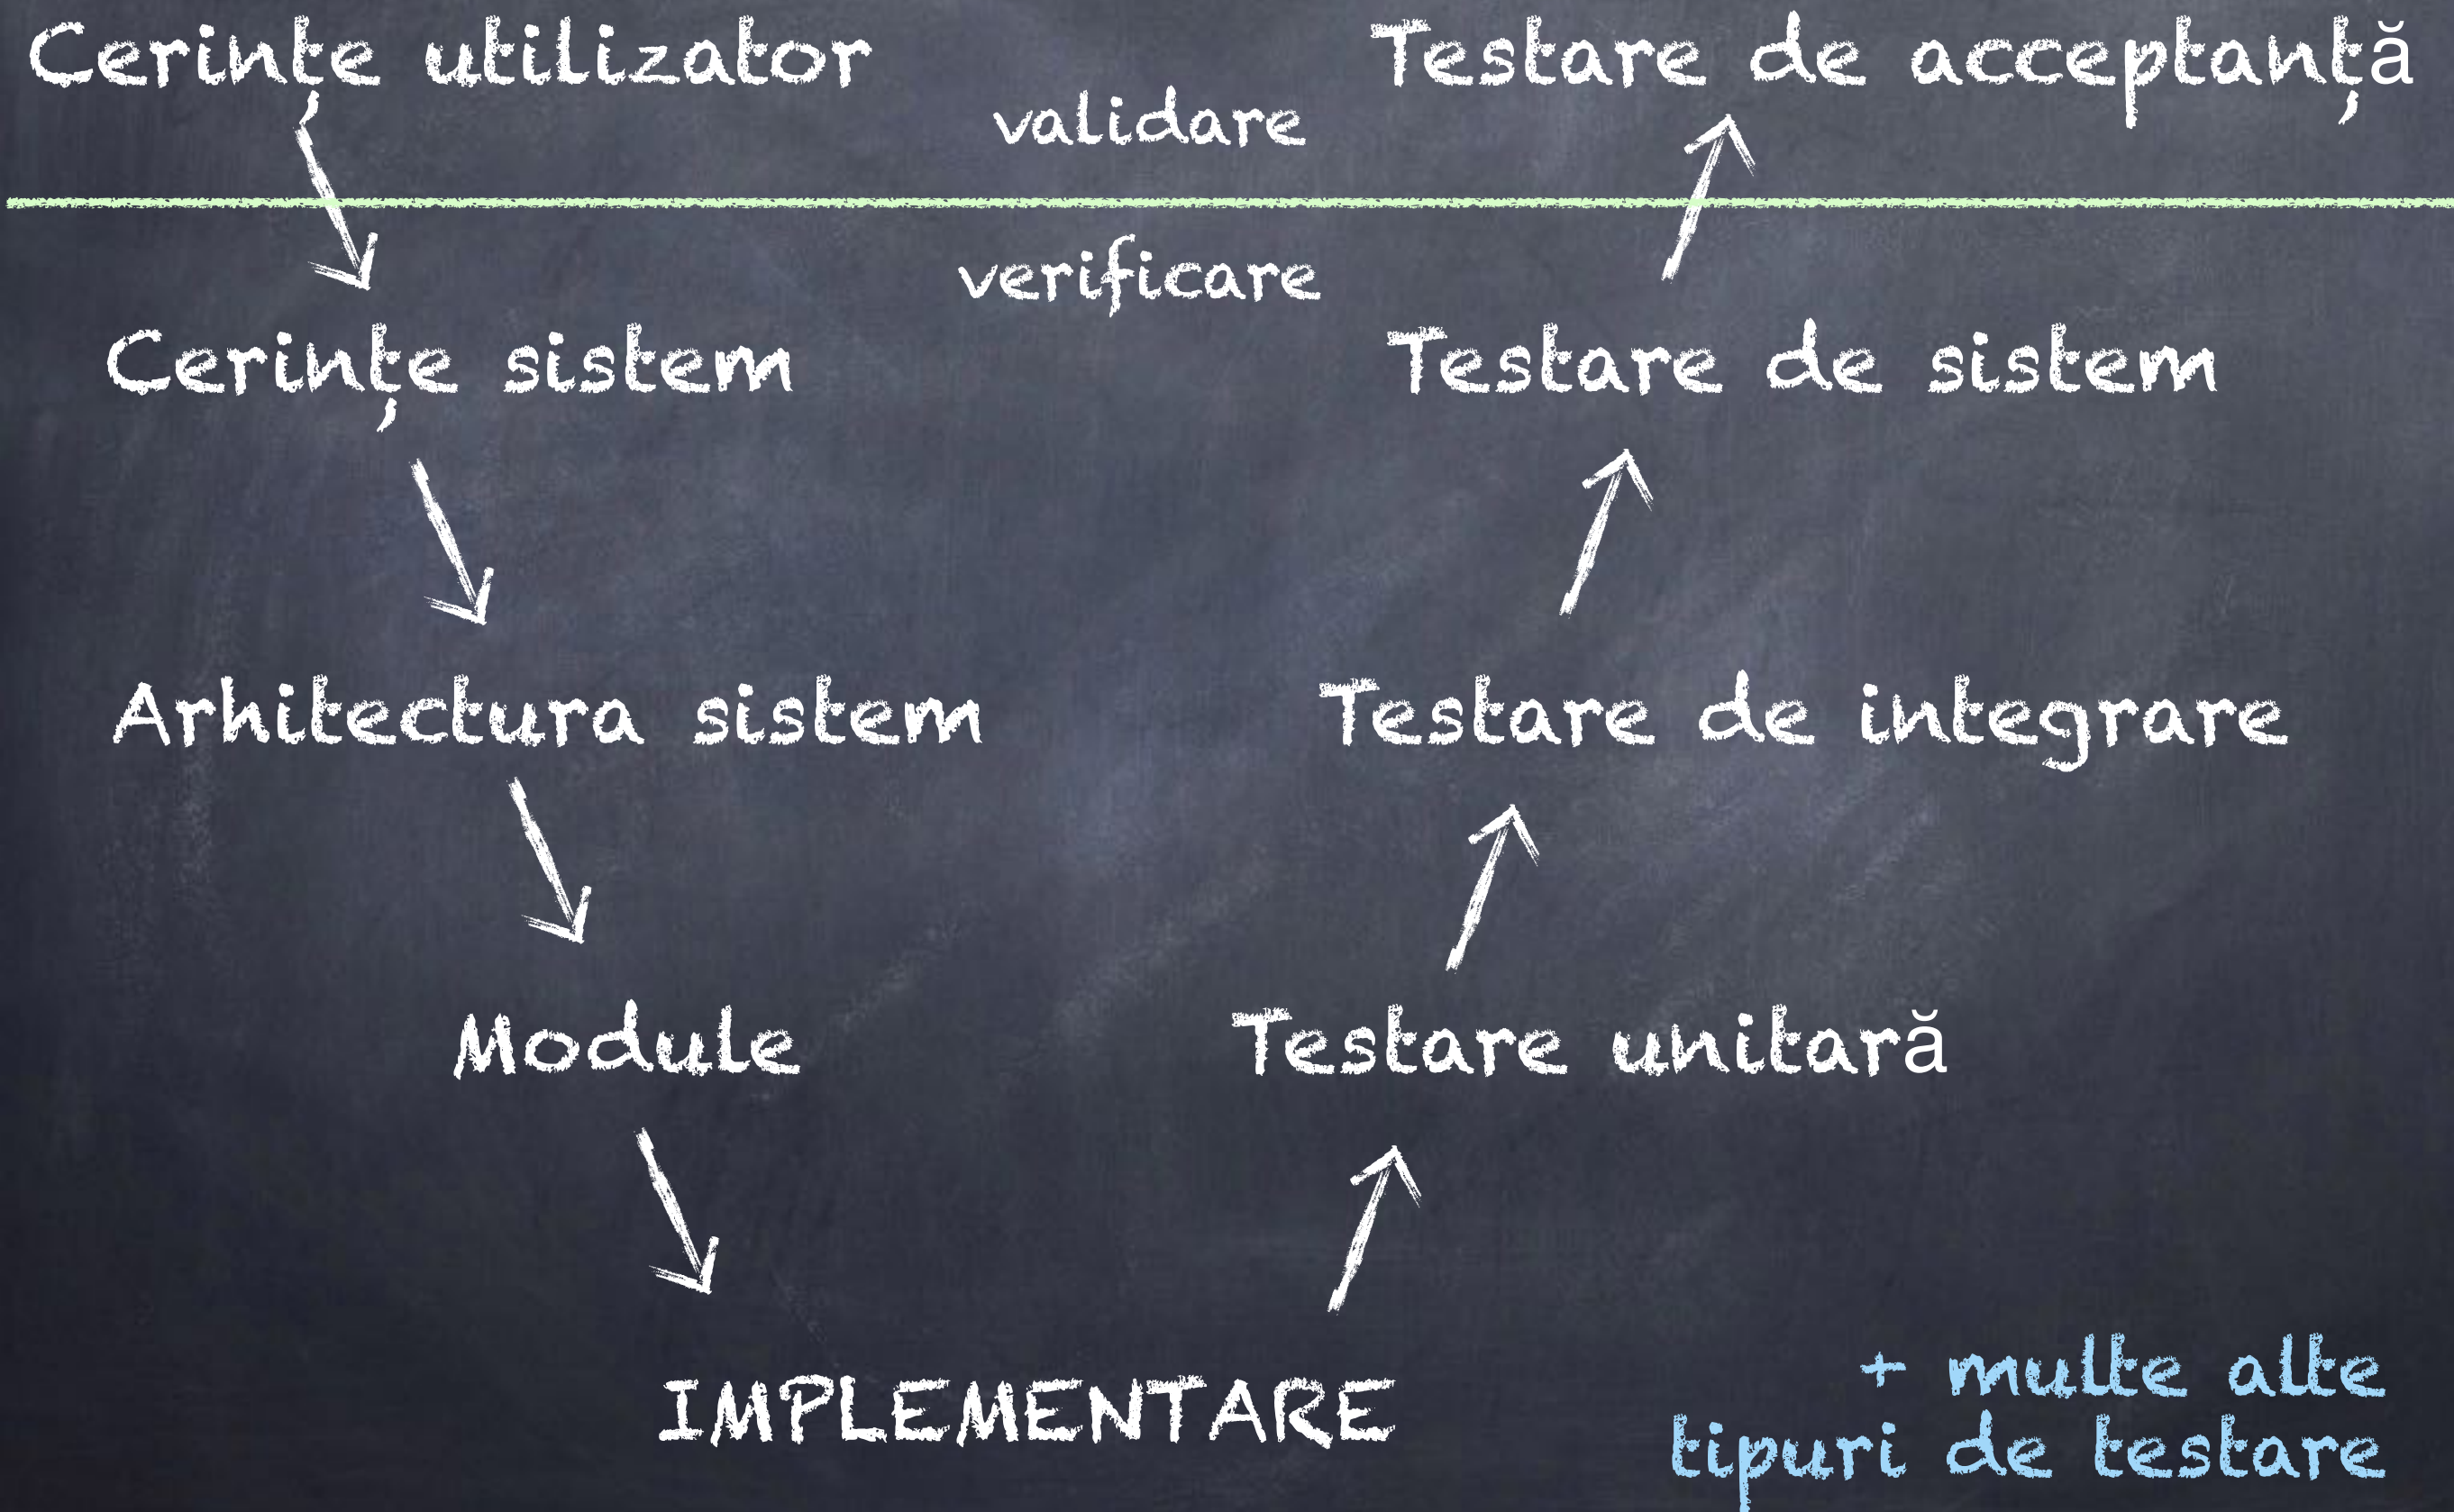 Cerințe utilizator
Testare de acceptanță
validare
verificare
Cerințe sistem
Testare de sistem
Arhitectura sistem
Testare de integrare
Module
Testare unitară
IMPLEMENTARE
+ multe alte
tipuri de testare